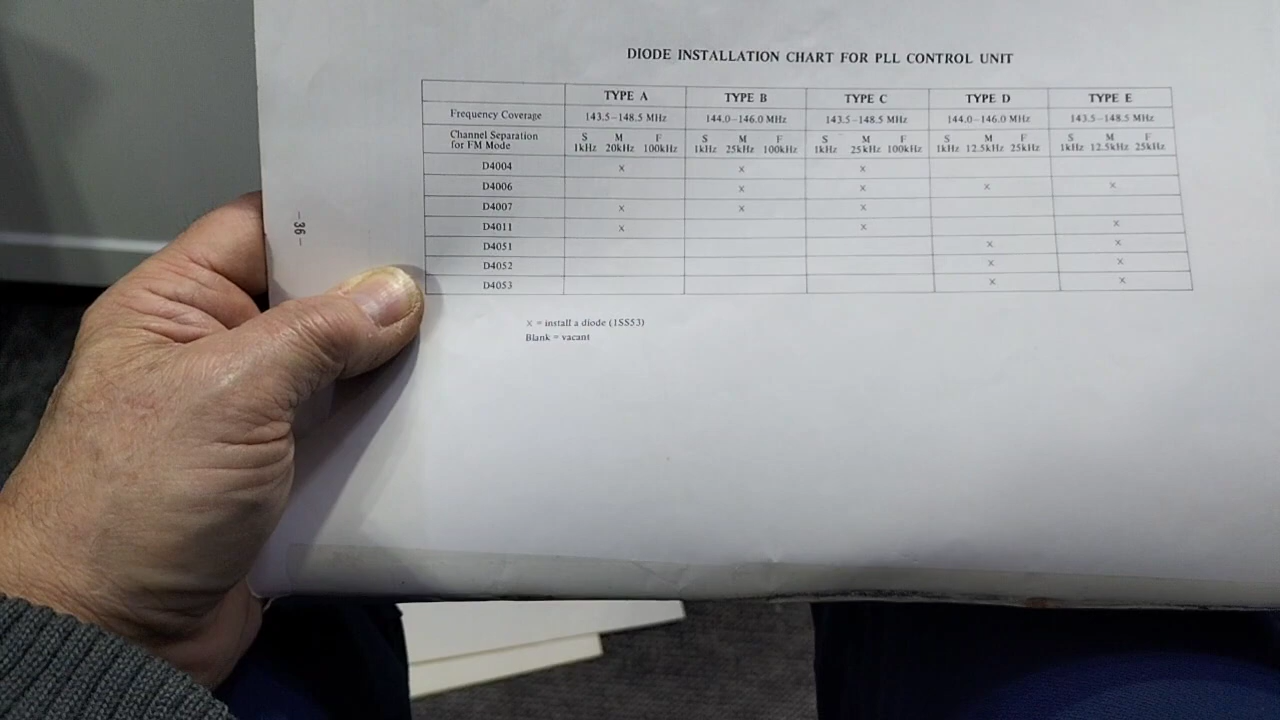 DIODE INSTALLATION CHART FOR PLL CONTROL UNIT
TYPE A TYPE B TYPE C TYPE D TYPE E
Frequency Coverage 143.5–148.5 MHz 144.0–146.0 MHz 143.5–148.5 MHz 144.0–146.0 MHz 143.5–148.5 MHz
Channel Separation S M F S M F S M F S M F S M F
for FM Mode 1kHz 20kHz 100kHz 1kHz 25kHz 100kHz 1kHz 25kHz 100kHz 1kHz 12.5kHz 25kHz 1kHz 12.5kHz 25kHz
D4004 X X X
D4006 X X X X
D4007 X X X
D4011 X X X
D4051 X X
D4052 X X
D4053 X X
X = install a diode (1SS53)
Blank = vacant
–36–